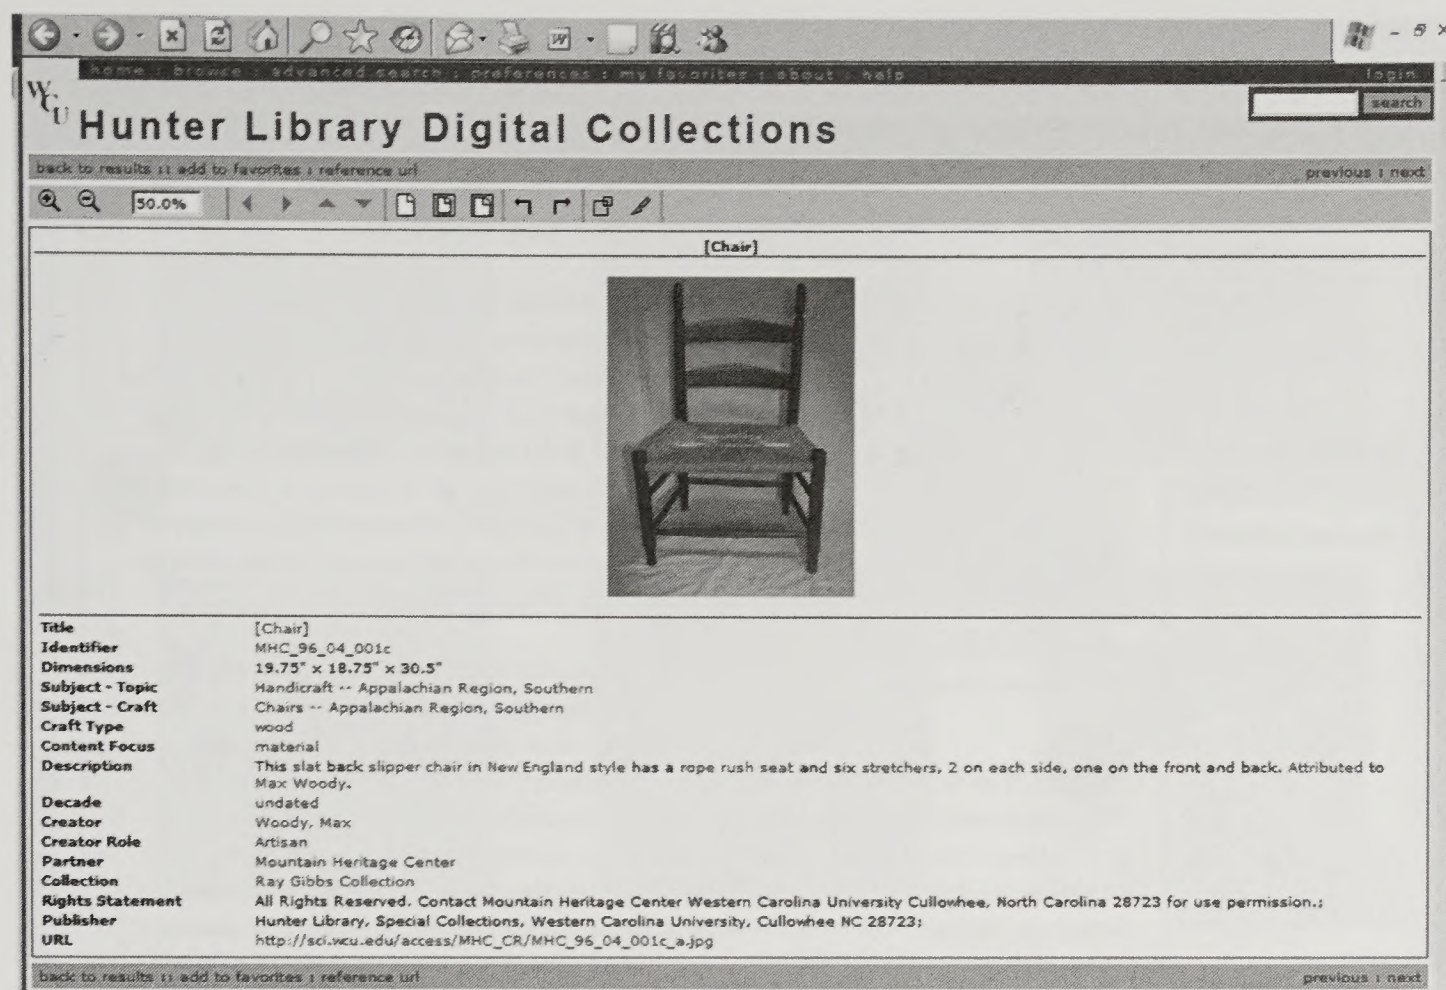 home : browse : advanced search : preferences : my favorites : about : help login
WCU
search
Hunter Library Digital Collections
back to results :: add to favorites : reference url previous : next
50.0%
[Chair]
Title [Chair]
Identifier MHC_96_04_001c
Dimensions 19.75" x 18.75" x 30.5"
Subject - Topic Handicraft -- Appalachian Region, Southern
Subject - Craft Chairs -- Appalachian Region, Southern
Craft Type wood
Content Focus material
Description This slat back slipper chair in New England style has a rope rush seat and six stretchers, 2 on each side, one on the front and back. Attributed to
Max Woody.
Decade undated
Creator Woody, Max
Creator Role Artisan
Partner Mountain Heritage Center
Collection Ray Gibbs Collection
Rights Statement All Rights Reserved. Contact Mountain Heritage Center Western Carolina University Cullowhee, North Carolina 28723 for use permission.;
Publisher Hunter Library, Special Collections, Western Carolina University, Cullowhee NC 28723;
URL http://sci.wcu.edu/access/MHC_CR/MHC_96_04_001c_a.jpg
back to results :: add to favorites : reference url previous : next